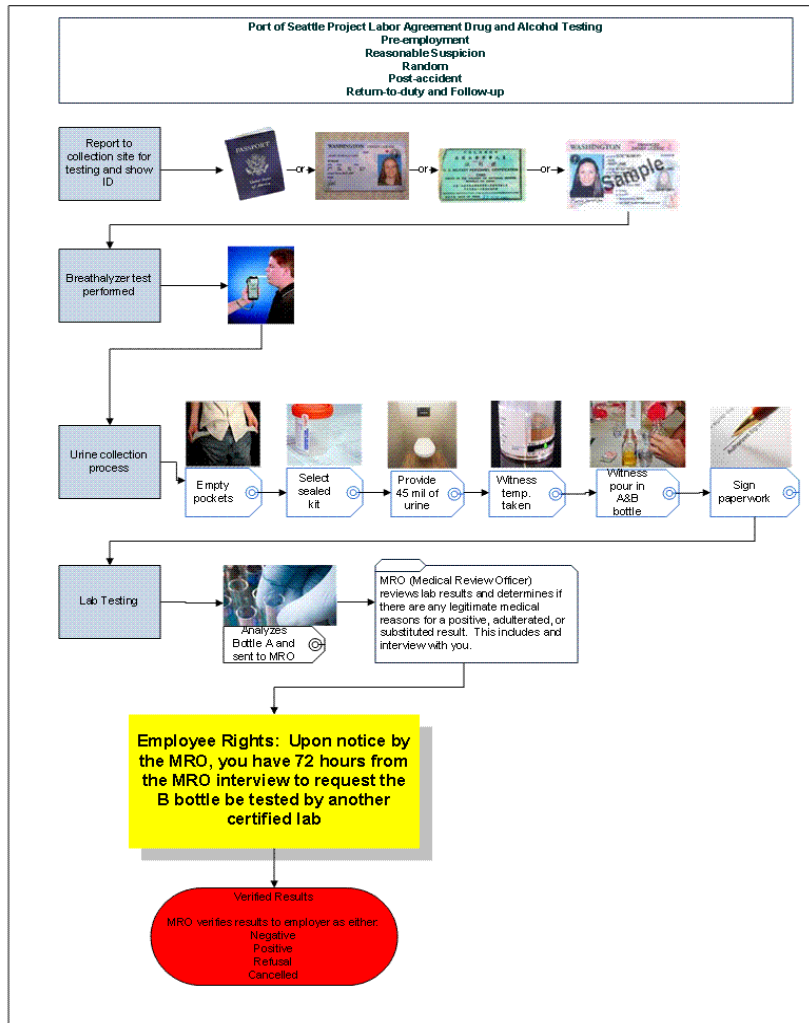 Port of Seattle Project Labor Agreement Drug and Alcohol Testing
Pre-employment
Reasonable Suspicion
Random
Post-accident
Return-to-duty and Follow-up
Report to
collection site for
testing and show
ID
PASSPORT
or
WASHINGTON
or
or
WASHINGTON
Sample
Breathalyzer test
performed
Urine collection
process
Empty
pockets
Select
sealed
kit
Provide
45 mil of
urine
Witness
temp.
taken
Witness
pour in
A&B
bottle
Sign
paperwork
Lab Testing
Analyzes
Bottle A and
sent to MRO
MRO (Medical Review Officer)
reviews lab results and determines if
there are any legitimate medical
reasons for a positive, adulterated, or
substituted result. This includes and
interview with you.
Employee Rights: Upon notice by
the MRO, you have 72 hours from
the MRO interview to request the
B bottle be tested by another
certified lab
Verified Results
MRO verifies results to employer as either:
Negative
Positive
Refusal
Cancelled